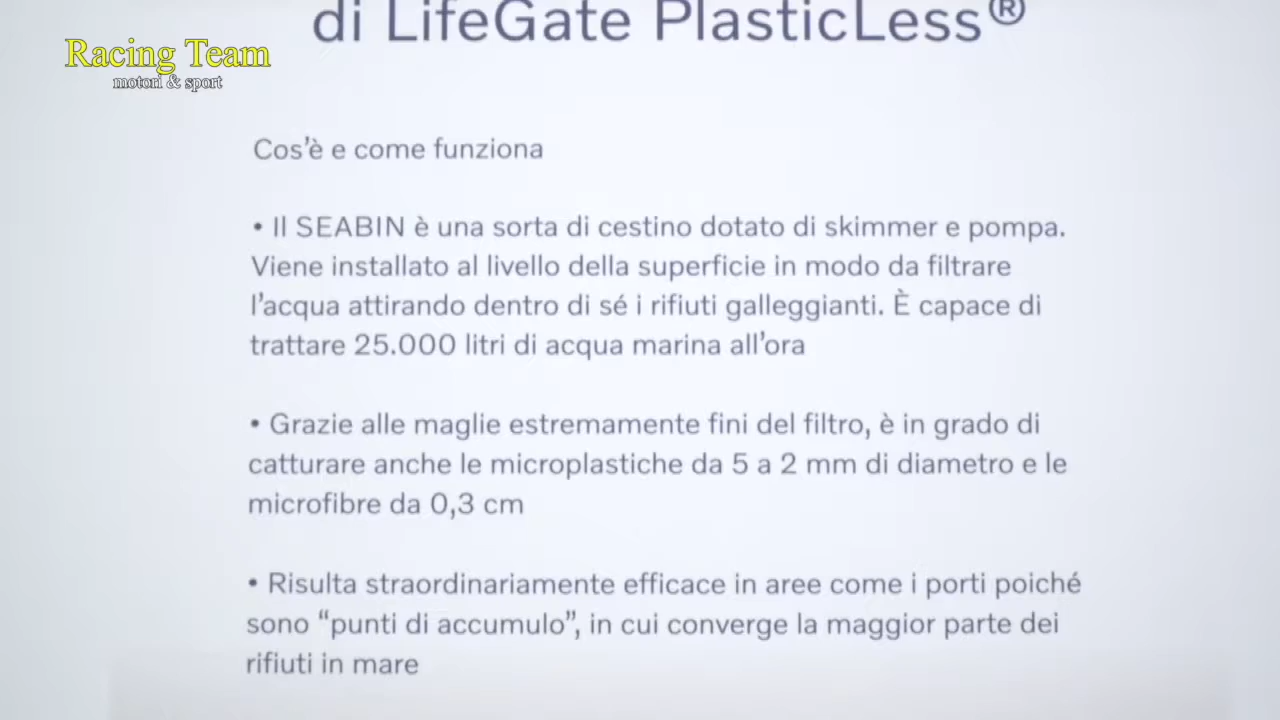 di LifeGate PlasticLess®
Racing Team
motori & sport
Cos'è e come funziona
• Il SEABIN è una sorta di cestino dotato di skimmer e pompa.
Viene installato al livello della superficie in modo da filtrare
l'acqua attirando dentro di sé i rifiuti galleggianti. È capace di
trattare 25.000 litri di acqua marina all'ora
• Grazie alle maglie estremamente fini del filtro, è in grado di
catturare anche le microplastiche da 5 a 2 mm di diametro e le
microfibre da 0,3 cm
• Risulta straordinariamente efficace in aree come i porti poiché
sono “punti di accumulo”, in cui converge la maggior parte dei
rifiuti in mare